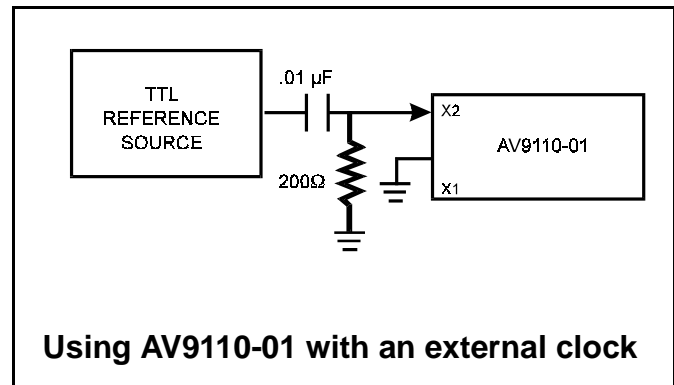 .01 µF
TTL
REFERENCE
SOURCE
X2
AV9110-01
200Ω
X1
Using AV9110-01 with an external clock